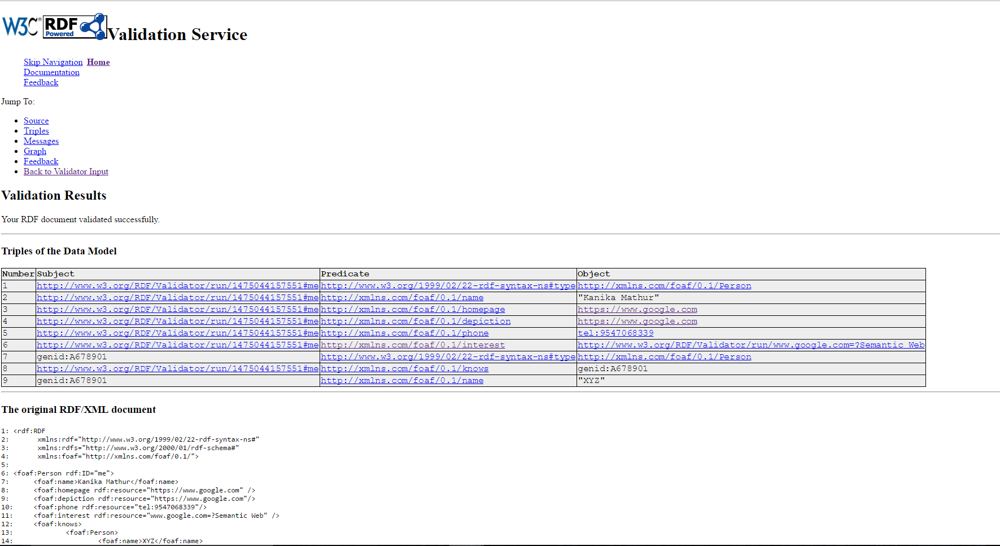 W3C® RDF Powered Validation Service
Skip Navigation Home
Documentation
Feedback
Jump To:
Source
Triples
Messages
Graph
Feedback
Back to Validator Input
Validation Results
Your RDF document validated successfully.
Triples of the Data Model
Number Subject Predicate Object
1 http://www.w3.org/RDF/Validator/run/1475044157551#me http://www.w3.org/1999/02/22-rdf-syntax-ns#type http://xmlns.com/foaf/0.1/Person
2 http://www.w3.org/RDF/Validator/run/1475044157551#me http://xmlns.com/foaf/0.1/name "Kanika Mathur"
3 http://www.w3.org/RDF/Validator/run/1475044157551#me http://xmlns.com/foaf/0.1/homepage https://www.google.com
4 http://www.w3.org/RDF/Validator/run/1475044157551#me http://xmlns.com/foaf/0.1/depiction https://www.google.com
5 http://www.w3.org/RDF/Validator/run/1475044157551#me http://xmlns.com/foaf/0.1/phone tel:9547068339
6 http://www.w3.org/RDF/Validator/run/1475044157551#me http://xmlns.com/foaf/0.1/interest http://www.w3.org/RDF/Validator/run/www.google.com=?Semantic Web
7 genid:A678901 http://www.w3.org/1999/02/22-rdf-syntax-ns#type http://xmlns.com/foaf/0.1/Person
8 http://www.w3.org/RDF/Validator/run/1475044157551#me http://xmlns.com/foaf/0.1/knows genid:A678901
9 genid:A678901 http://xmlns.com/foaf/0.1/name "XYZ"
The original RDF/XML document
1: <rdf:RDF
2: xmlns:rdf="http://www.w3.org/1999/02/22-rdf-syntax-ns#"
3: xmlns:rdfs="http://www.w3.org/2000/01/rdf-schema#"
4: xmlns:foaf="http://xmlns.com/foaf/0.1/">
5:
6: <foaf:Person rdf:ID="me">
7: <foaf:name>Kanika Mathur</foaf:name>
8: <foaf:homepage rdf:resource="https://www.google.com" />
9: <foaf:depiction rdf:resource="https://www.google.com"/>
10: <foaf:phone rdf:resource="tel:9547068339"/>
11: <foaf:interest rdf:resource="www.google.com=?Semantic Web" />
12: <foaf:knows>
13: <foaf:Person>
14: <foaf:name>XYZ</foaf:name>